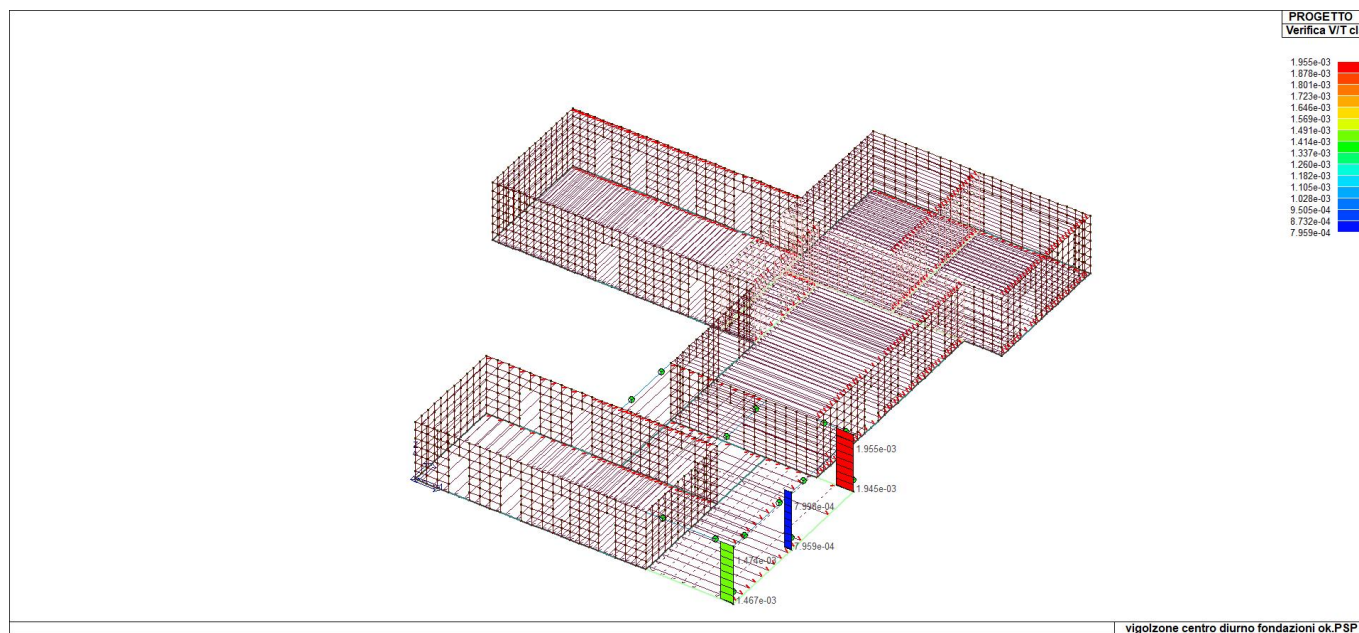 PROGETTO
Verifica V/T cl
1.955e-03
1.878e-03
1.801e-03
1.723e-03
1.646e-03
1.569e-03
1.491e-03
1.414e-03
1.337e-03
1.260e-03
1.182e-03
1.105e-03
1.028e-03
9.505e-04
8.732e-04
7.959e-04
1.955e-03
1.945e-03
7.959e-04
1.474e-03
1.467e-03
vigolzone centro diurno fondazioni ok.PSP